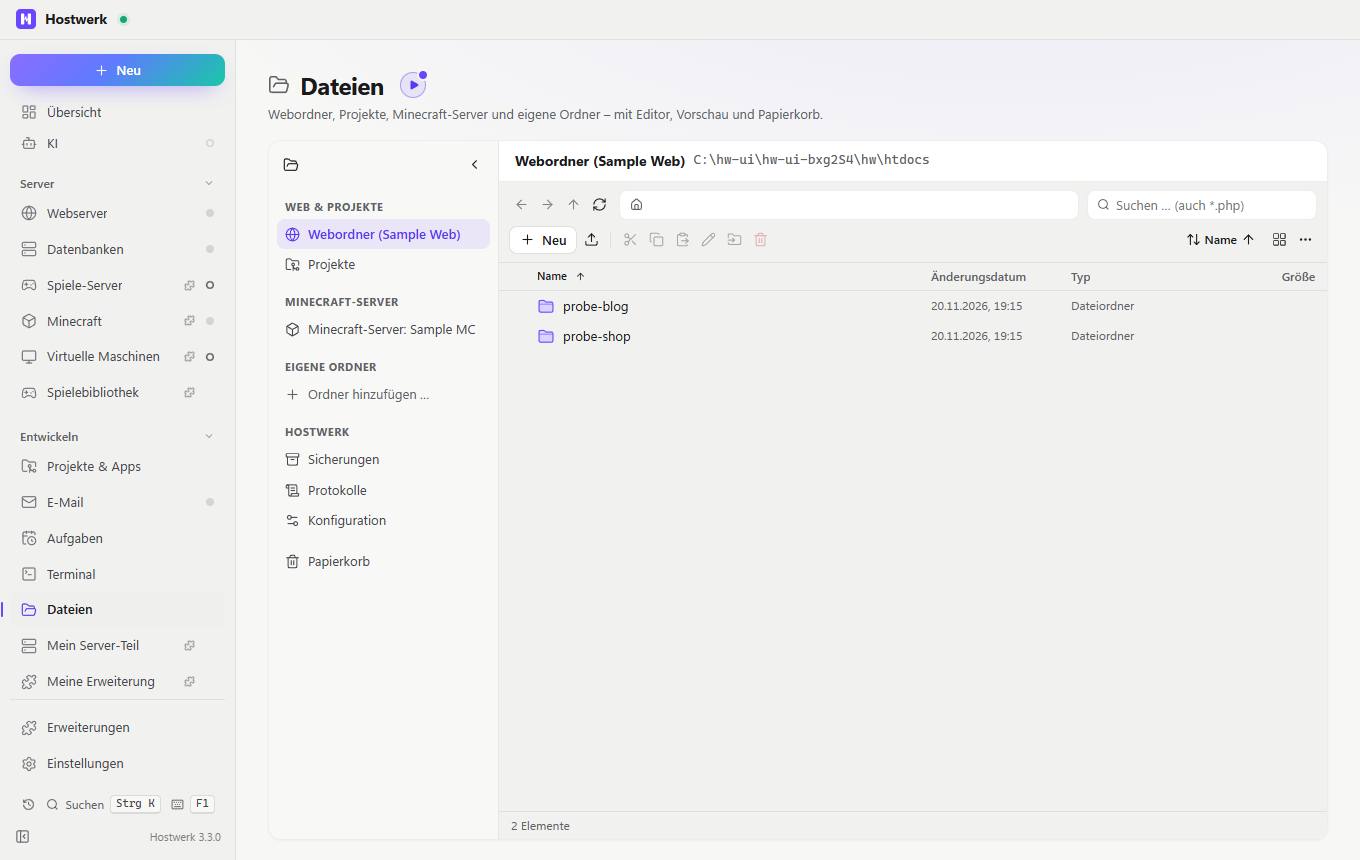 Hostwerk
Neu
Übersicht
KI
Server
Webserver
Datenbanken
Spiele-Server
Minecraft
Virtuelle Maschinen
Spielebibliothek
Entwickeln
Projekte & Apps
E-Mail
Aufgaben
Terminal
Dateien
Mein Server-Teil
Meine Erweiterung
Erweiterungen
Einstellungen
Suchen Strg K F1
Hostwerk 3.3.0
Dateien
Webordner, Projekte, Minecraft-Server und eigene Ordner – mit Editor, Vorschau und Papierkorb.
WEB & PROJEKTE
Webordner (Sample Web)
Projekte
MINECRAFT-SERVER
Minecraft-Server: Sample MC
EIGENE ORDNER
Ordner hinzufügen ...
HOSTWERK
Sicherungen
Protokolle
Konfiguration
Papierkorb
Webordner (Sample Web) C:\hw-ui\hw-ui-bxg2S4\hw\htdocs
Suchen ... (auch *.php)
Neu Name
Name Änderungsdatum Typ Größe
probe-blog 20.11.2026, 19:15 Dateiordner
probe-shop 20.11.2026, 19:15 Dateiordner
2 Elemente